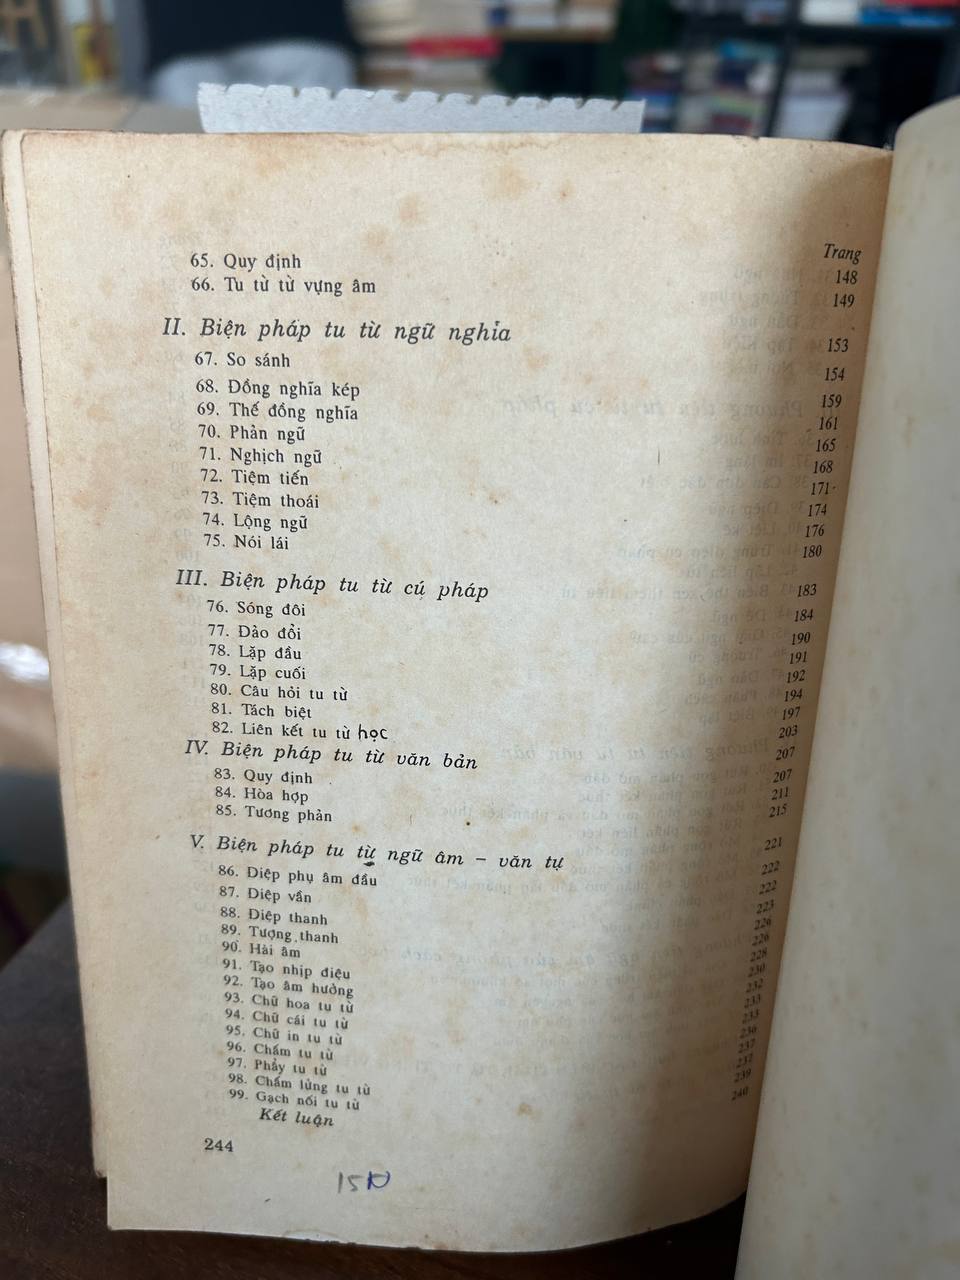 Trang
65. Quy định 148
66. Tu từ từ vựng âm 149
II. Biện pháp tu từ ngữ nghĩa 153
67. So sánh 154
68. Đồng nghĩa kép 159
69. Thế đồng nghĩa 161
70. Phản ngữ 165
71. Nghịch ngữ 168
72. Tiệm tiến 171
73. Tiệm thoái 174
74. Lộng ngữ 176
75. Nói lái 180
III. Biện pháp tu từ cú pháp 183
76. Sóng đôi 184
77. Đảo đổi 190
78. Lặp đầu 191
79. Lặp cuối 192
80. Câu hỏi tu từ 194
81. Tách biệt 197
82. Liên kết tu từ học 203
IV. Biện pháp tu từ văn bản 207
83. Quy định 207
84. Hòa hợp 211
85. Tương phản 215
V. Biện pháp tu từ ngữ âm – văn tự 221
86. Điệp phụ âm đầu 222
87. Điệp vần 222
88. Điệp thanh 223
89. Tượng thanh 226
90. Hài âm 226
91. Tạo nhịp điệu 228
92. Tạo âm hưởng 230
93. Chữ hoa tu từ 232
94. Chữ cái tu từ 233
95. Chữ in tu từ 233
96. Chấm tu từ 236
97. Phẩy tu từ 237
98. Chấm lửng tu từ 237
99. Gạch nối tu từ 239
Kết luận 240
244